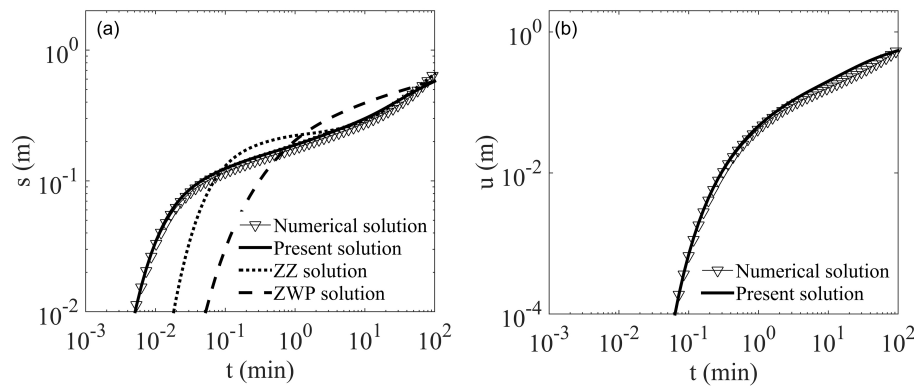 (a)
10^0
10^-1
10^-2
s (m)
Numerical solution
Present solution
ZZ solution
ZWP solution
10^-3 10^-2 10^-1 10^0 10^1 10^2
t (min)
(b)
10^0
10^-2
10^-4
u (m)
Numerical solution
Present solution
10^-3 10^-2 10^-1 10^0 10^1 10^2
t (min)